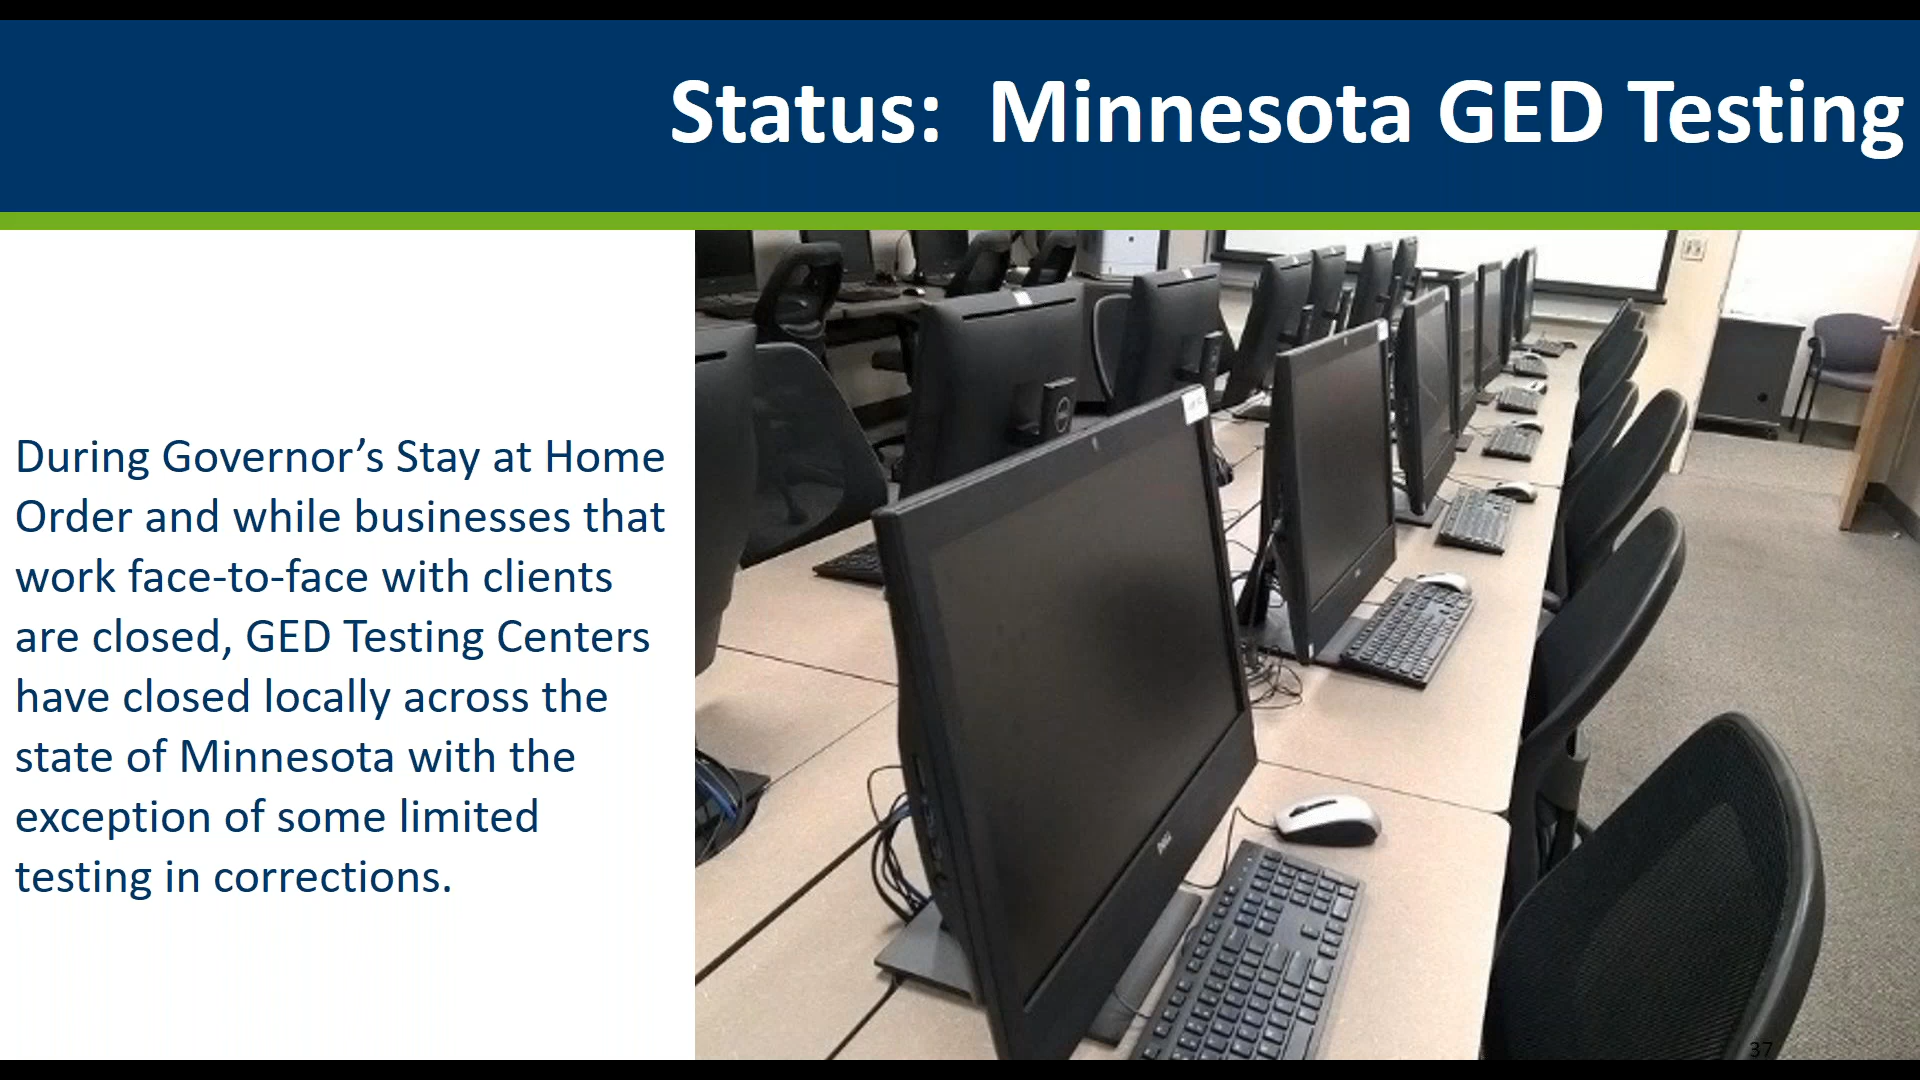 Status:  Minnesota GED Testing
During Governor’s Stay at Home
Order and while businesses that
work face-to-face with clients
are closed, GED Testing Centers
have closed locally across the
state of Minnesota with the
exception of some limited
testing in corrections.
DELL
37